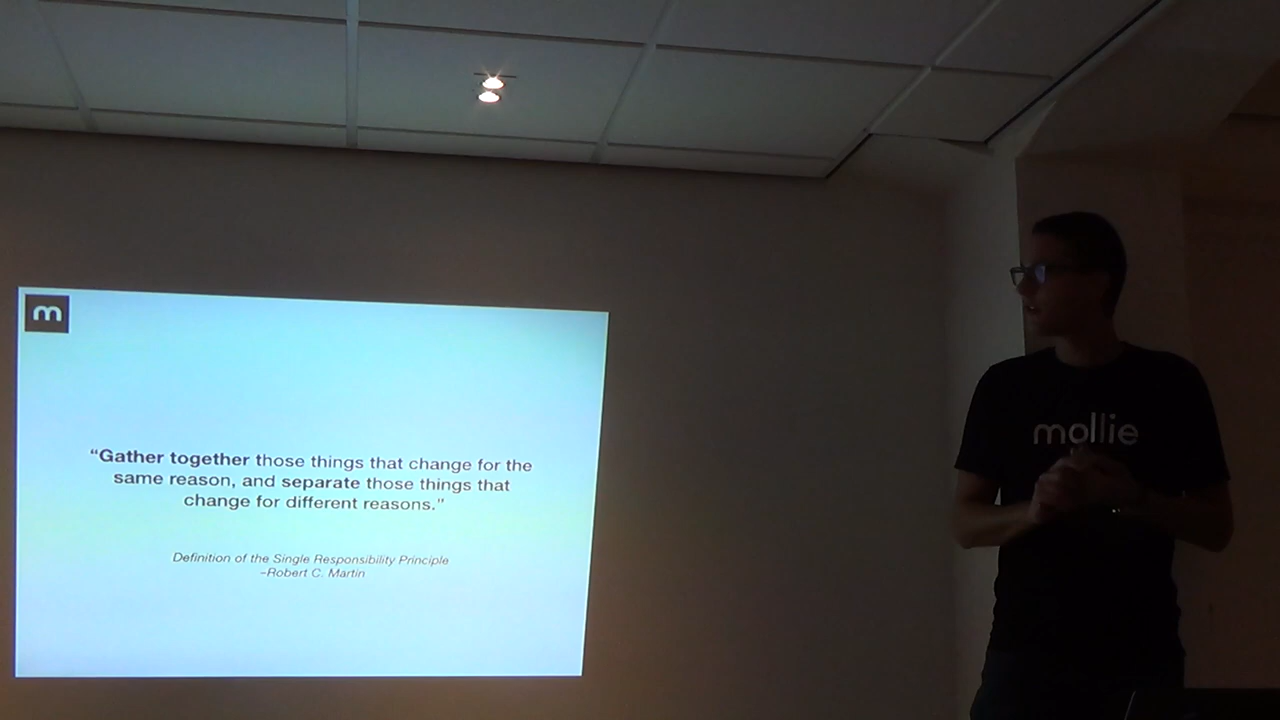 m
“Gather together those things that change for the
same reason, and separate those things that
change for different reasons.”
Definition of the Single Responsibility Principle
–Robert C. Martin
mollie